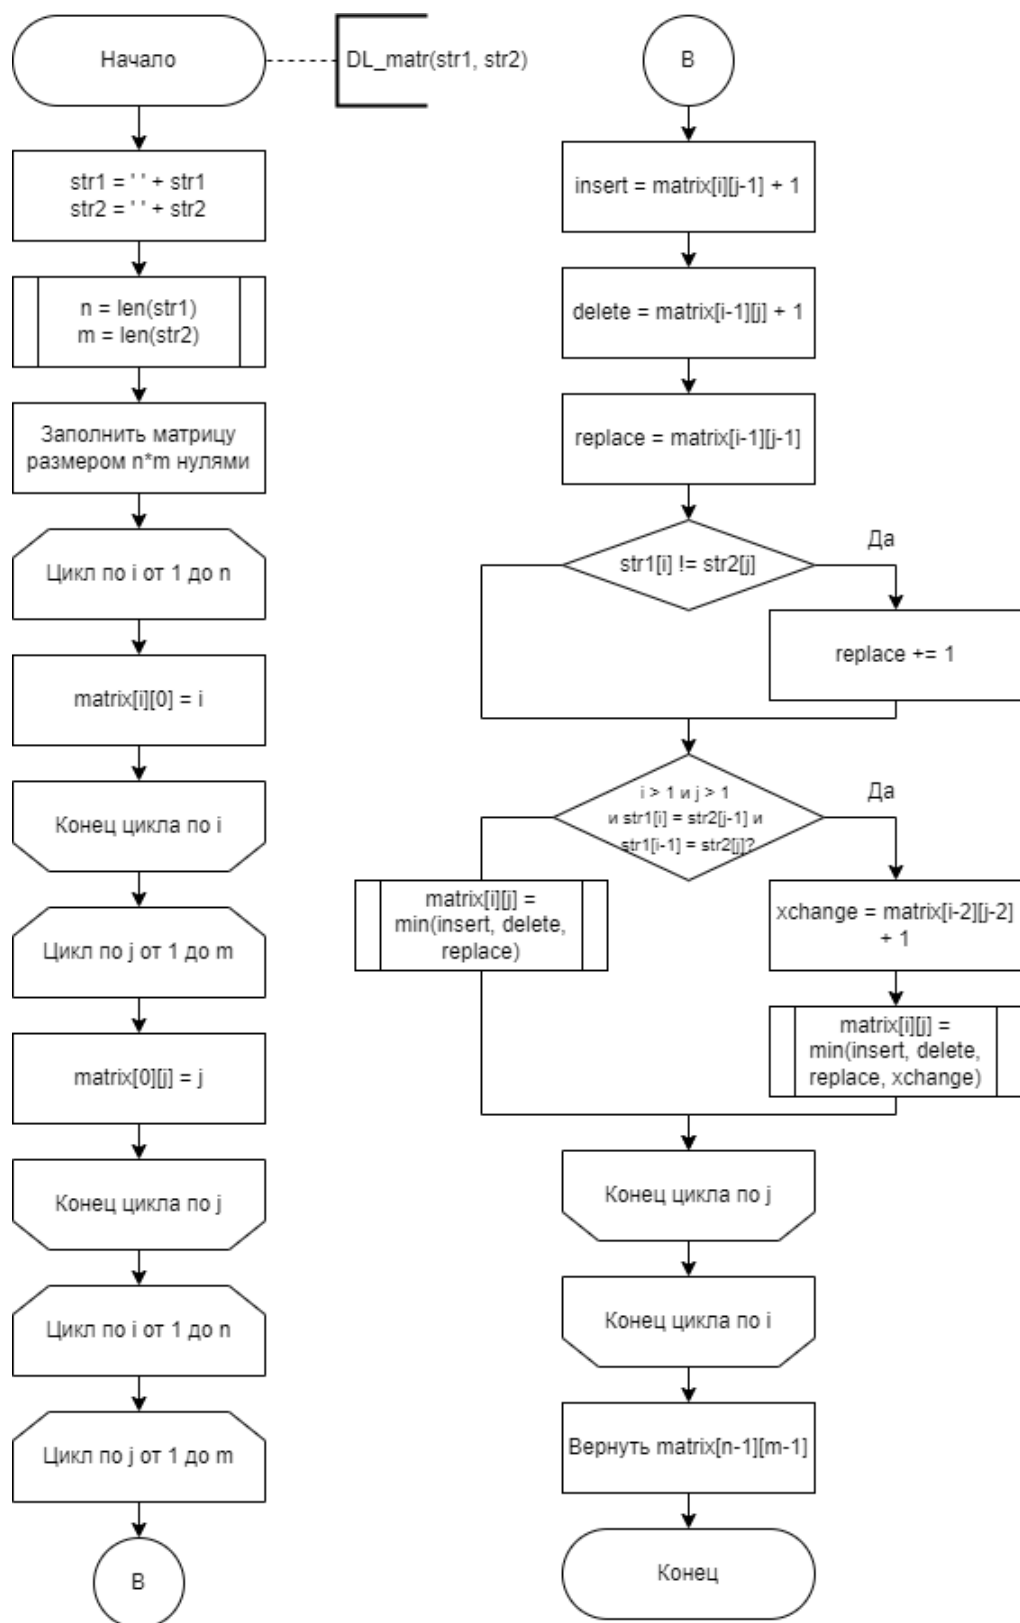 Начало
DL_matr(str1, str2)
str1 = ' ' + str1
str2 = ' ' + str2
n = len(str1)
m = len(str2)
Заполнить матрицу
размером n*m нулями
Цикл по i от 1 до n
matrix[i][0] = i
Конец цикла по i
Цикл по j от 1 до m
matrix[0][j] = j
Конец цикла по j
Цикл по i от 1 до n
Цикл по j от 1 до m
B
B
insert = matrix[i][j-1] + 1
delete = matrix[i-1][j] + 1
replace = matrix[i-1][j-1]
str1[i] != str2[j]
Да
replace += 1
i > 1 и j > 1
и str1[i] = str2[j-1] и
str1[i-1] = str2[j]?
Да
matrix[i][j] =
min(insert, delete,
replace)
xchange = matrix[i-2][j-2]
+ 1
matrix[i][j] =
min(insert, delete,
replace, xchange)
Конец цикла по j
Конец цикла по i
Вернуть matrix[n-1][m-1]
Конец